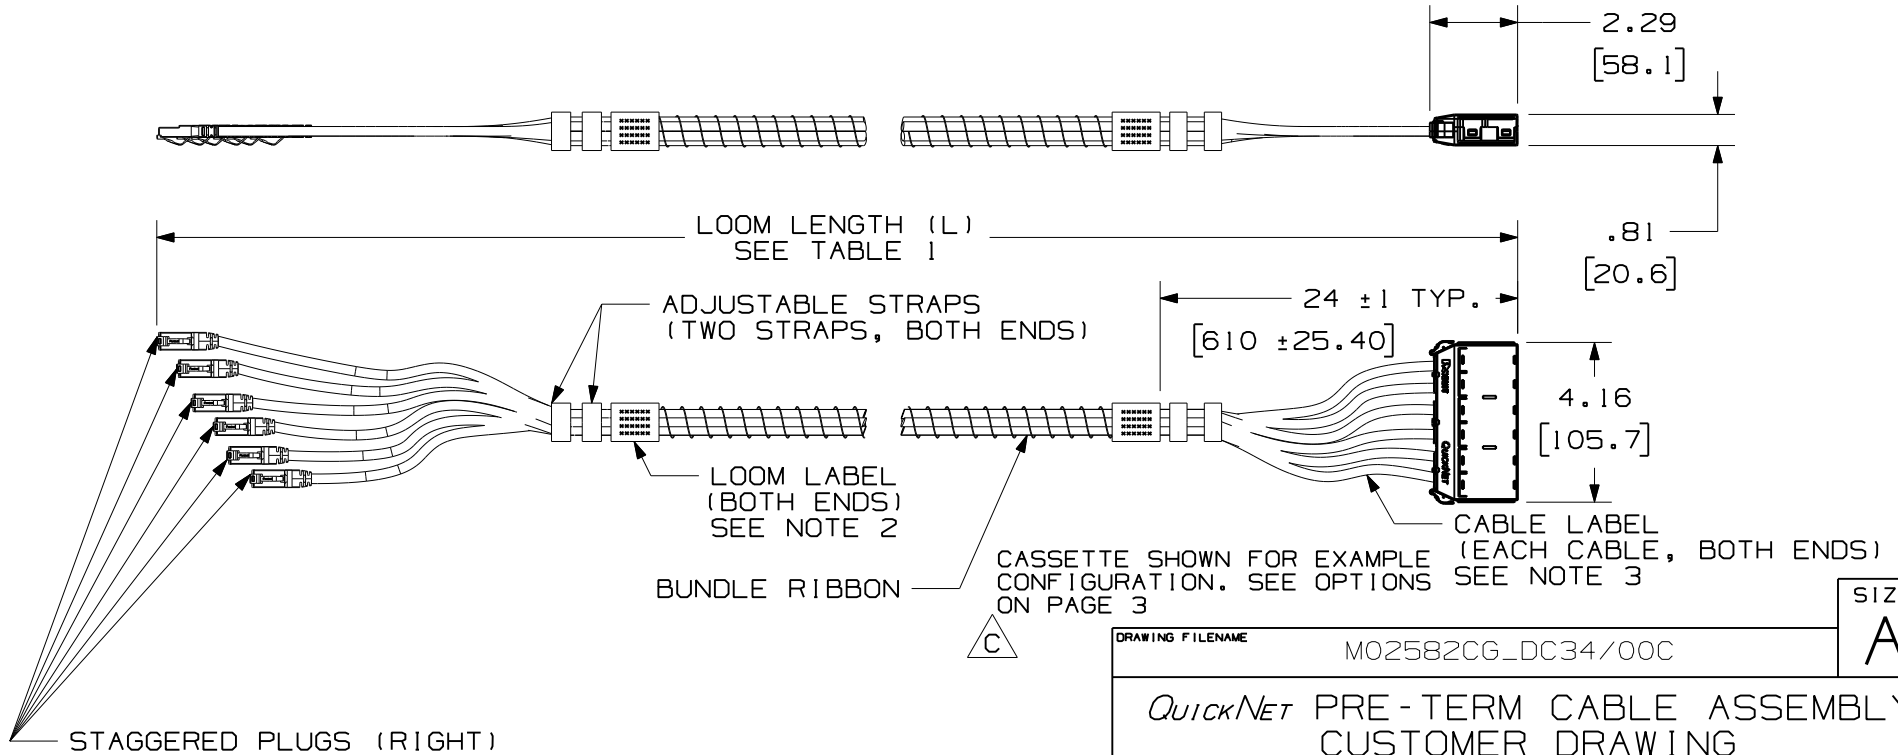 2.29
[58.1]
LOOM LENGTH (L)
SEE TABLE 1
.81
[20.6]
ADJUSTABLE STRAPS
(TWO STRAPS, BOTH ENDS)
24 ±1 TYP.
[610 ±25.40]
4.16
[105.7]
QUICKNET
LOOM LABEL
(BOTH ENDS)
SEE NOTE 2
CABLE LABEL
(EACH CABLE, BOTH ENDS)
SEE NOTE 3
BUNDLE RIBBON
CASSETTE SHOWN FOR EXAMPLE
CONFIGURATION. SEE OPTIONS
ON PAGE 3
C
SIZ
A
DRAWING FILENAME
M02582CG_DC34/00C
QUICKNET PRE-TERM CABLE ASSEMBLY
CUSTOMER DRAWING
STAGGERED PLUGS (RIGHT)